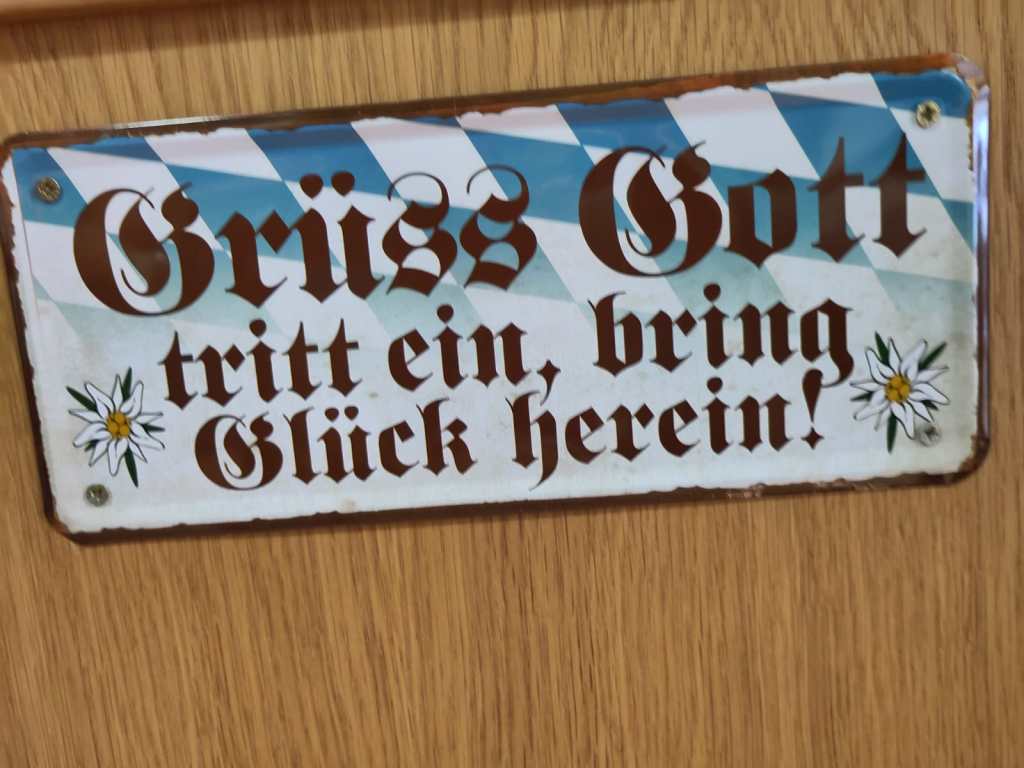 Grüss Gott
tritt ein, bring
Glück herein!